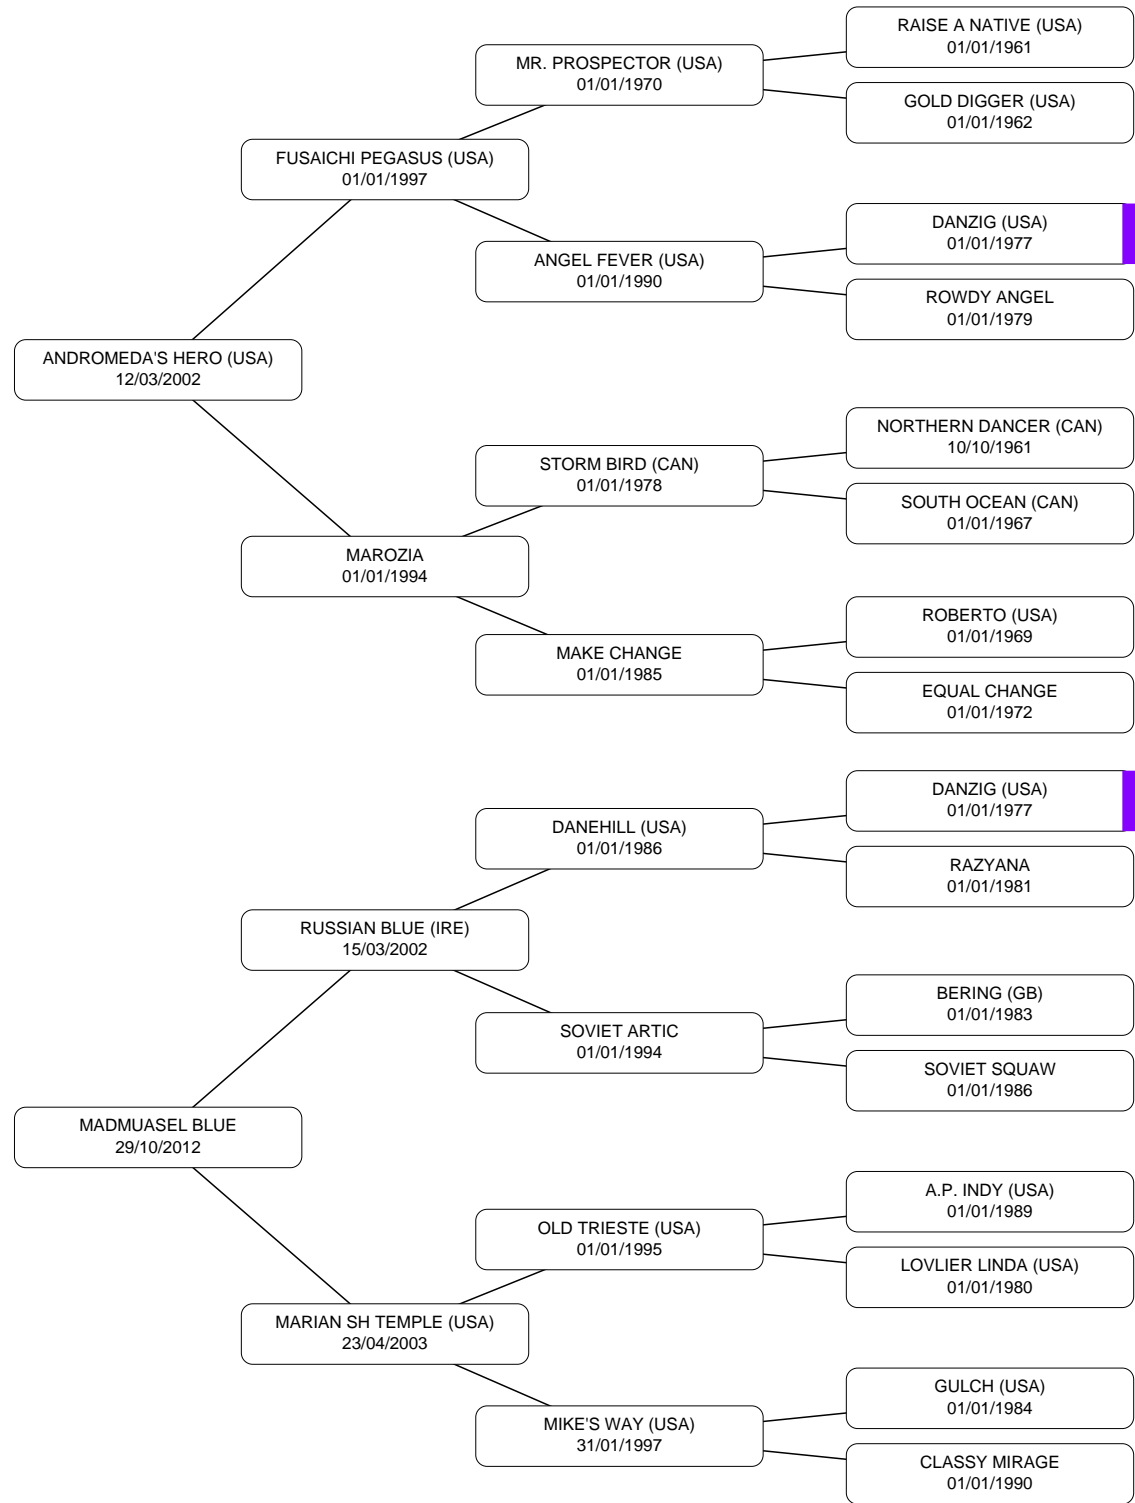 RAISE A NATIVE (USA)
01/01/1961
MR. PROSPECTOR (USA)
01/01/1970
GOLD DIGGER (USA)
01/01/1962
FUSAICHI PEGASUS (USA)
01/01/1997
DANZIG (USA)
01/01/1977
ANGEL FEVER (USA)
01/01/1990
ROWDY ANGEL
01/01/1979
ANDROMEDA'S HERO (USA)
12/03/2002
NORTHERN DANCER (CAN)
10/10/1961
STORM BIRD (CAN)
01/01/1978
SOUTH OCEAN (CAN)
01/01/1967
MAROZIA
01/01/1994
ROBERTO (USA)
01/01/1969
MAKE CHANGE
01/01/1985
EQUAL CHANGE
01/01/1972
DANZIG (USA)
01/01/1977
DANEHILL (USA)
01/01/1986
RAZYANA
01/01/1981
RUSSIAN BLUE (IRE)
15/03/2002
BERING (GB)
01/01/1983
SOVIET ARTIC
01/01/1994
SOVIET SQUAW
01/01/1986
MADMUASEL BLUE
29/10/2012
A.P. INDY (USA)
01/01/1989
OLD TRIESTE (USA)
01/01/1995
LOVLIER LINDA (USA)
01/01/1980
MARIAN SH TEMPLE (USA)
23/04/2003
GULCH (USA)
01/01/1984
MIKE'S WAY (USA)
31/01/1997
CLASSY MIRAGE
01/01/1990